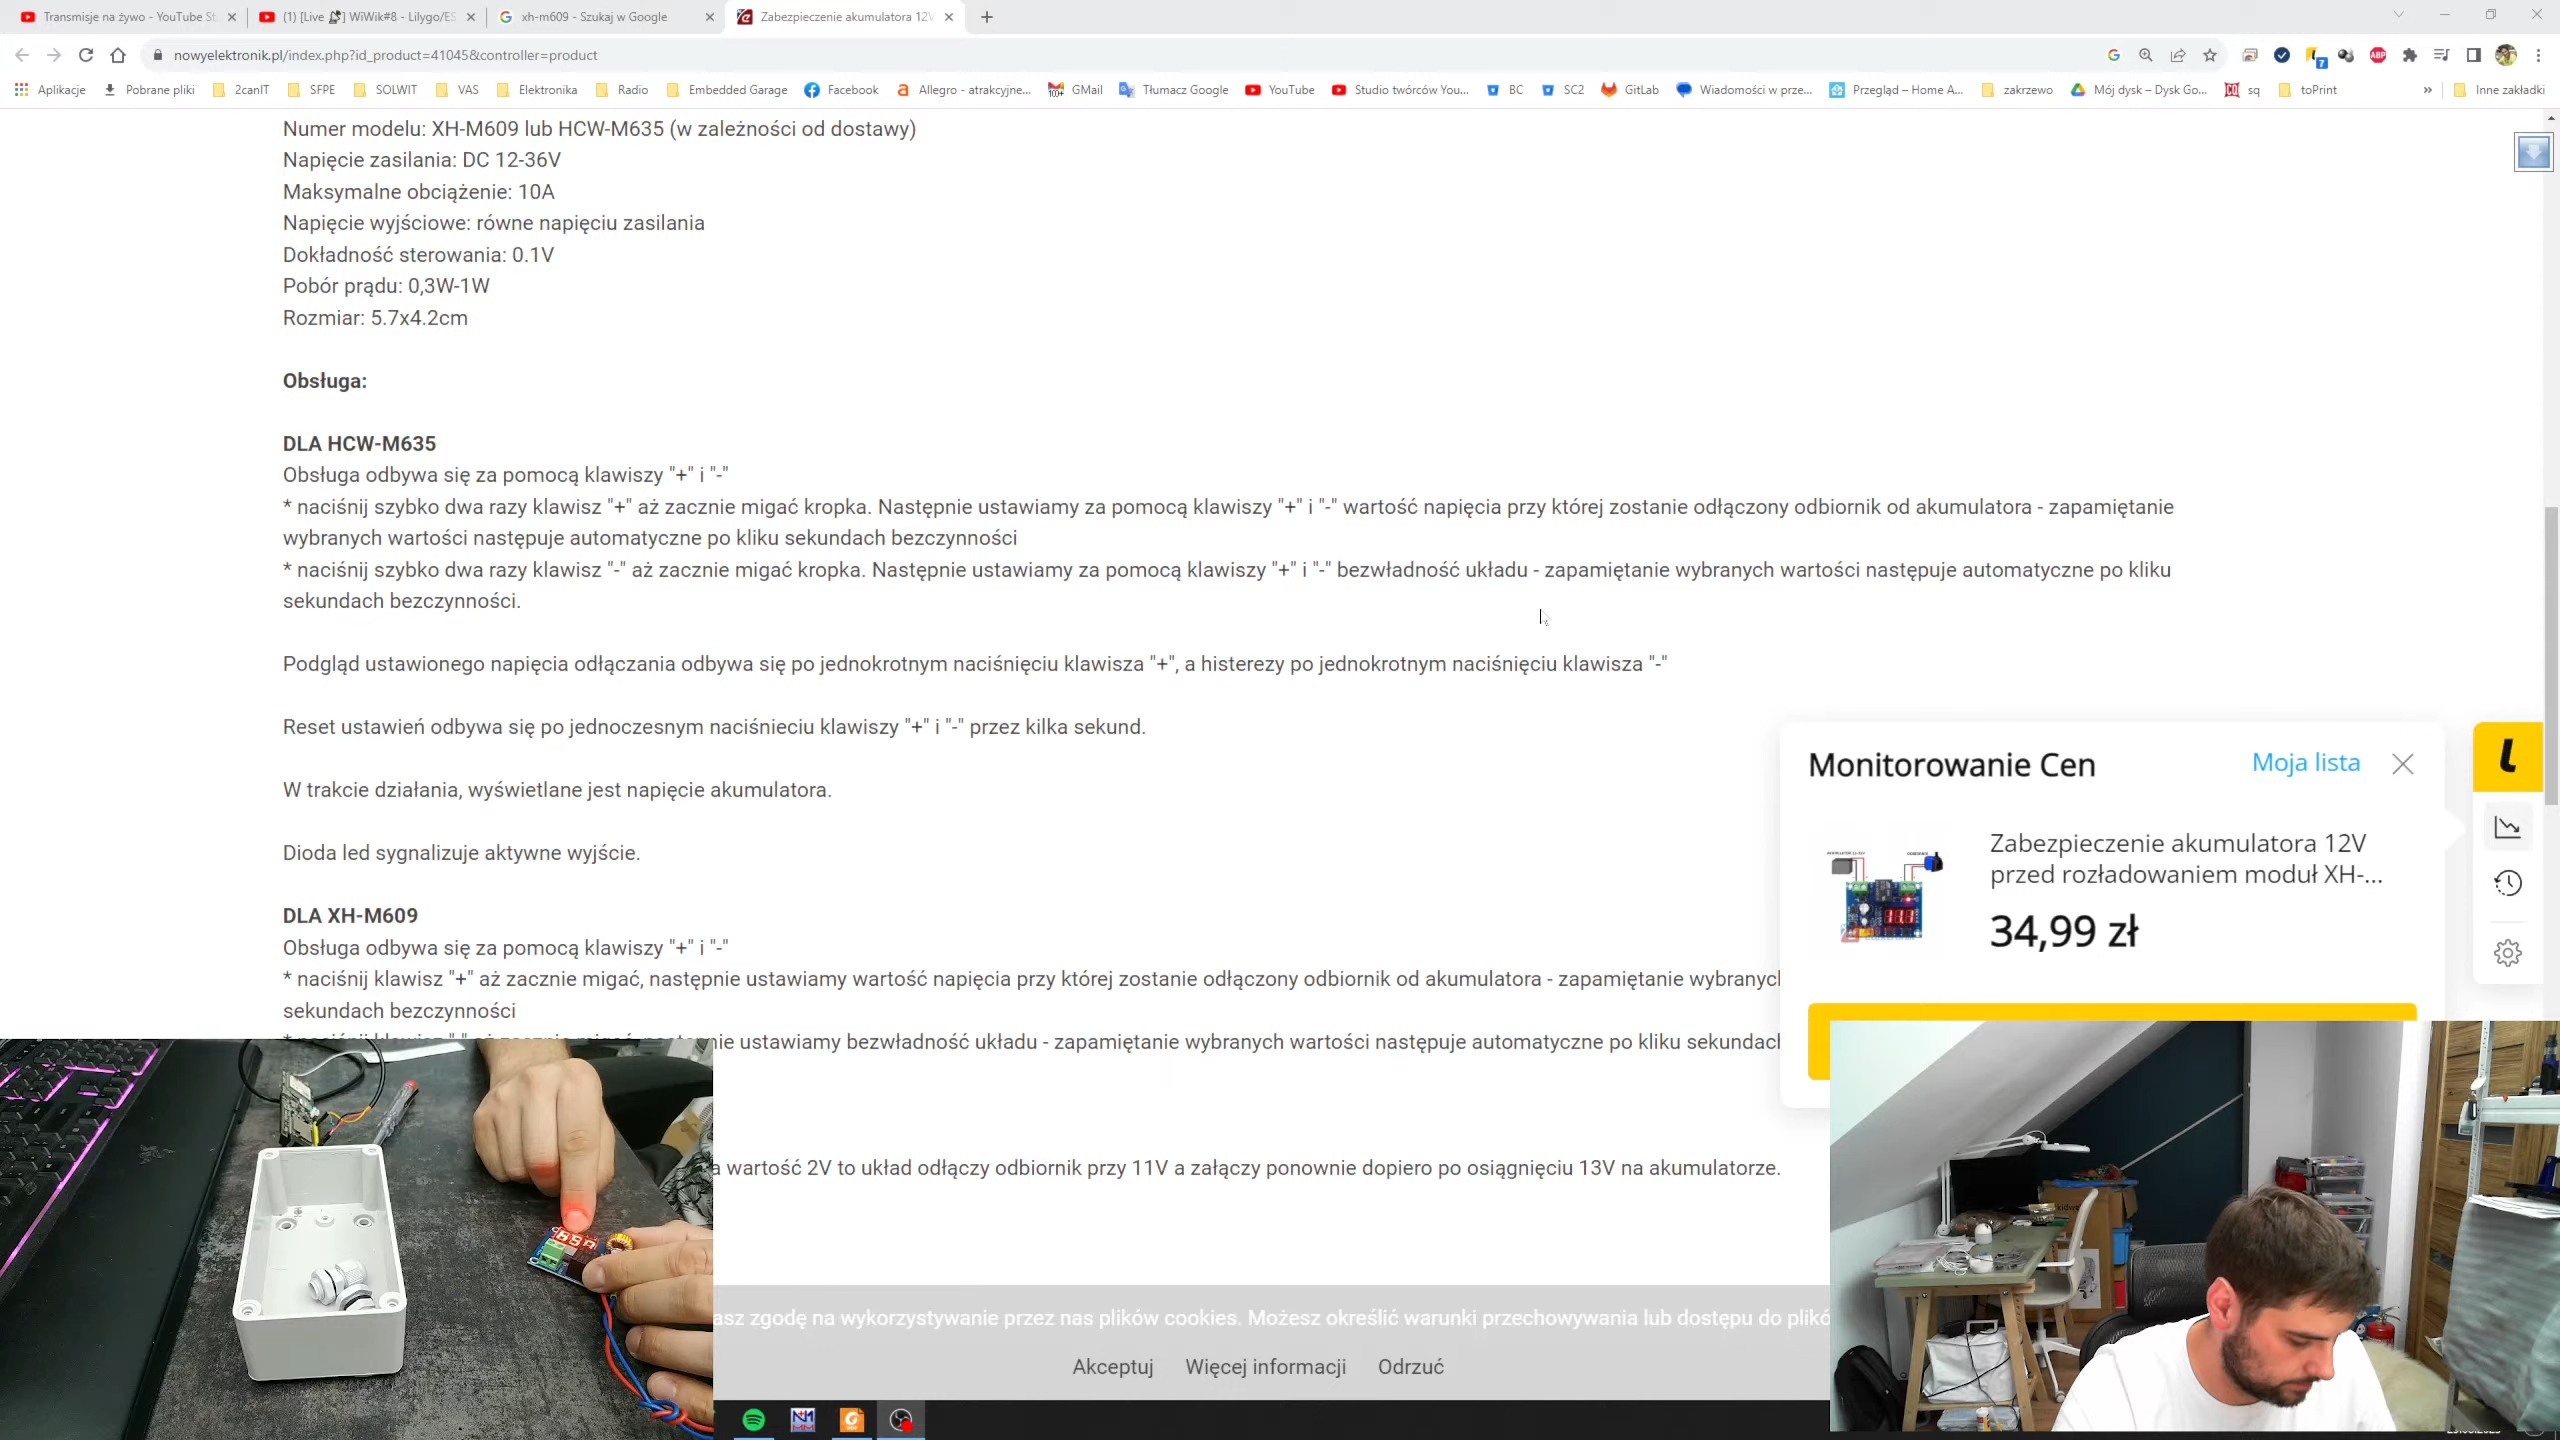 Transmisje na żywo - YouTube St
(1) [Live] WiWik#8 - Lilygo/ES
xh-m609 - Szukaj w Google
Zabezpieczenie akumulatora 12V
nowyelektronik.pl/index.php?id_product=41045&controller=product
Aplikacje
Pobrane pliki
2canIT
SFPE
SOLWIT
VAS
Elektronika
Radio
Embedded Garage
Facebook
Allegro - atrakcyjne...
GMail
Tłumacz Google
YouTube
Studio twórców You...
BC
SC2
GitLab
Wiadomości w prze...
Przegląd – Home A...
zakrzewo
Mój dysk – Dysk Go...
sq
toPrint
»
Inne zakładki
Numer modelu: XH-M609 lub HCW-M635 (w zależności od dostawy)
Napięcie zasilania: DC 12-36V
Maksymalne obciążenie: 10A
Napięcie wyjściowe: równe napięciu zasilania
Dokładność sterowania: 0.1V
Pobór prądu: 0,3W-1W
Rozmiar: 5.7x4.2cm
Obsługa:
DLA HCW-M635
Obsługa odbywa się za pomocą klawiszy "+" i "-"
* naciśnij szybko dwa razy klawisz "+" aż zacznie migać kropka. Następnie ustawiamy za pomocą klawiszy "+" i "-" wartość napięcia przy której zostanie odłączony odbiornik od akumulatora - zapamiętanie
wybranych wartości następuje automatyczne po kliku sekundach bezczynności
* naciśnij szybko dwa razy klawisz "-" aż zacznie migać kropka. Następnie ustawiamy za pomocą klawiszy "+" i "-" bezwładność układu - zapamiętanie wybranych wartości następuje automatyczne po kliku
sekundach bezczynności.
Podgląd ustawionego napięcia odłączania odbywa się po jednokrotnym naciśnięciu klawisza "+", a histerezy po jednokrotnym naciśnięciu klawisza "-"
Reset ustawień odbywa się po jednoczesnym naciśnieciu klawiszy "+" i "-" przez kilka sekund.
W trakcie działania, wyświetlane jest napięcie akumulatora.
Dioda led sygnalizuje aktywne wyjście.
DLA XH-M609
Obsługa odbywa się za pomocą klawiszy "+" i "-"
* naciśnij klawisz "+" aż zacznie migać, następnie ustawiamy wartość napięcia przy której zostanie odłączony odbiornik od akumulatora - zapamiętanie wybranych
sekundach bezczynności
ustawiamy bezwładność układu - zapamiętanie wybranych wartości następuje automatyczne po kliku sekundach
a wartość 2V to układ odłączy odbiornik przy 11V a załączy ponownie dopiero po osiągnięciu 13V na akumulatorze.
Monitorowanie Cen
Moja lista
Zabezpieczenie akumulatora 12V
przed rozładowaniem moduł XH-...
34,99 zł
asz zgodę na wykorzystywanie przez nas plików cookies. Możesz określić warunki przechowywania lub dostępu do plikó
Akceptuj
Więcej informacji
Odrzuć